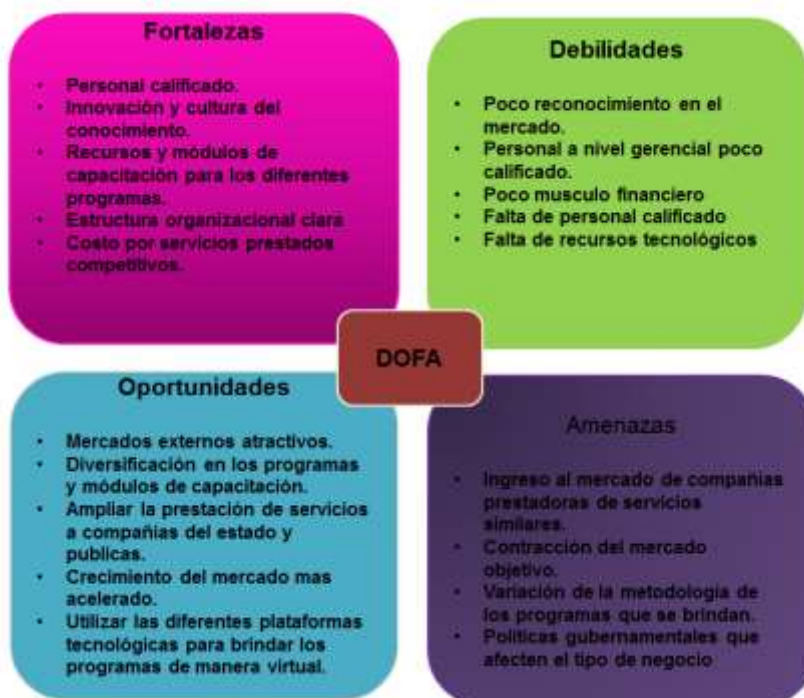 Fortalezas
• Personal calificado.
• Innovación y cultura del
conocimiento.
• Recursos y módulos de
capacitación para los diferentes
programas.
• Estructura organizacional clara
• Costo por servicios prestados
competitivos.
Debilidades
• Poco reconocimiento en el
mercado.
• Personal a nivel gerencial poco
calificado.
• Poco musculo financiero
• Falta de personal calificado
• Falta de recursos tecnológicos
DOFA
Oportunidades
• Mercados externos atractivos.
• Diversificación en los programas
y módulos de capacitación.
• Ampliar la prestación de servicios
a compañías del estado y
publicas.
• Crecimiento del mercado mas
acelerado.
• Utilizar las diferentes plataformas
tecnológicas para brindar los
programas de manera virtual.
Amenazas
• Ingreso al mercado de compañías
prestadoras de servicios
similares.
• Contracción del mercado
objetivo.
• Variación de la metodología de
los programas que se brindan.
• Políticas gubernamentales que
afecten el tipo de negocio